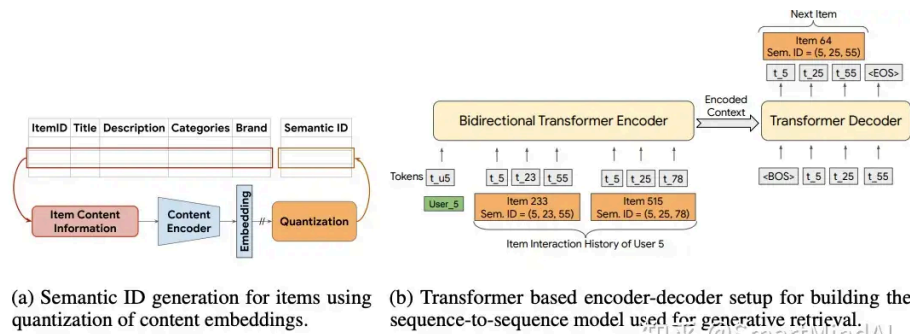 ItemID Title Description Categories Brand Semantic ID
Item Content
Information
Content
Encoder
Embedding
Quantization
(a) Semantic ID generation for items using
quantization of content embeddings.
Next Item
Item 64
Sem. ID = (5, 25, 55)
t_5 t_25 t_55 <EOS>
Bidirectional Transformer Encoder
Encoded
Context
Transformer Decoder
Tokens t_u5 t_5 t_23 t_55 t_5 t_25 t_78
<BOS> t_5 t_25 t_55
User_5
Item 233
Sem. ID = (5, 23, 55)
Item 515
Sem. ID = (5, 25, 78)
Item Interaction History of User 5
(b) Transformer based encoder-decoder setup for building the
sequence-to-sequence model used for generative retrieval.